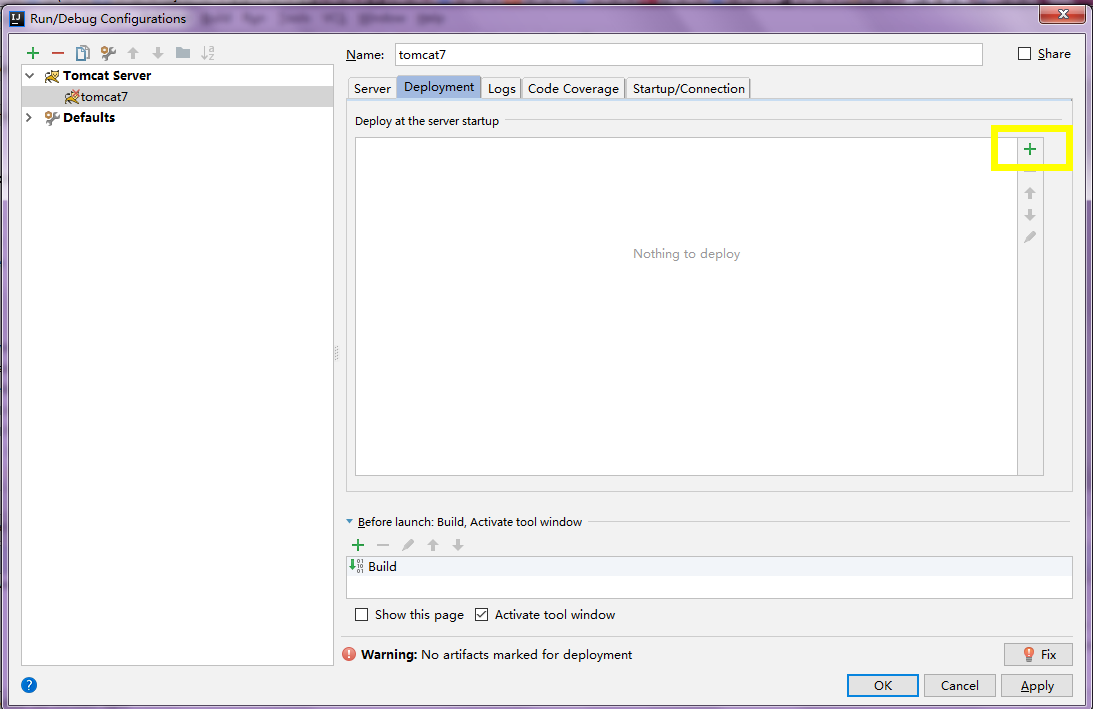 Run/Debug Configurations
Name: tomcat7
Share
Tomcat Server
tomcat7
Defaults
Server
Deployment
Logs
Code Coverage
Startup/Connection
Deploy at the server startup
Nothing to deploy
Before launch: Build, Activate tool window
Build
Show this page
Activate tool window
Warning: No artifacts marked for deployment
Fix
?
OK
Cancel
Apply